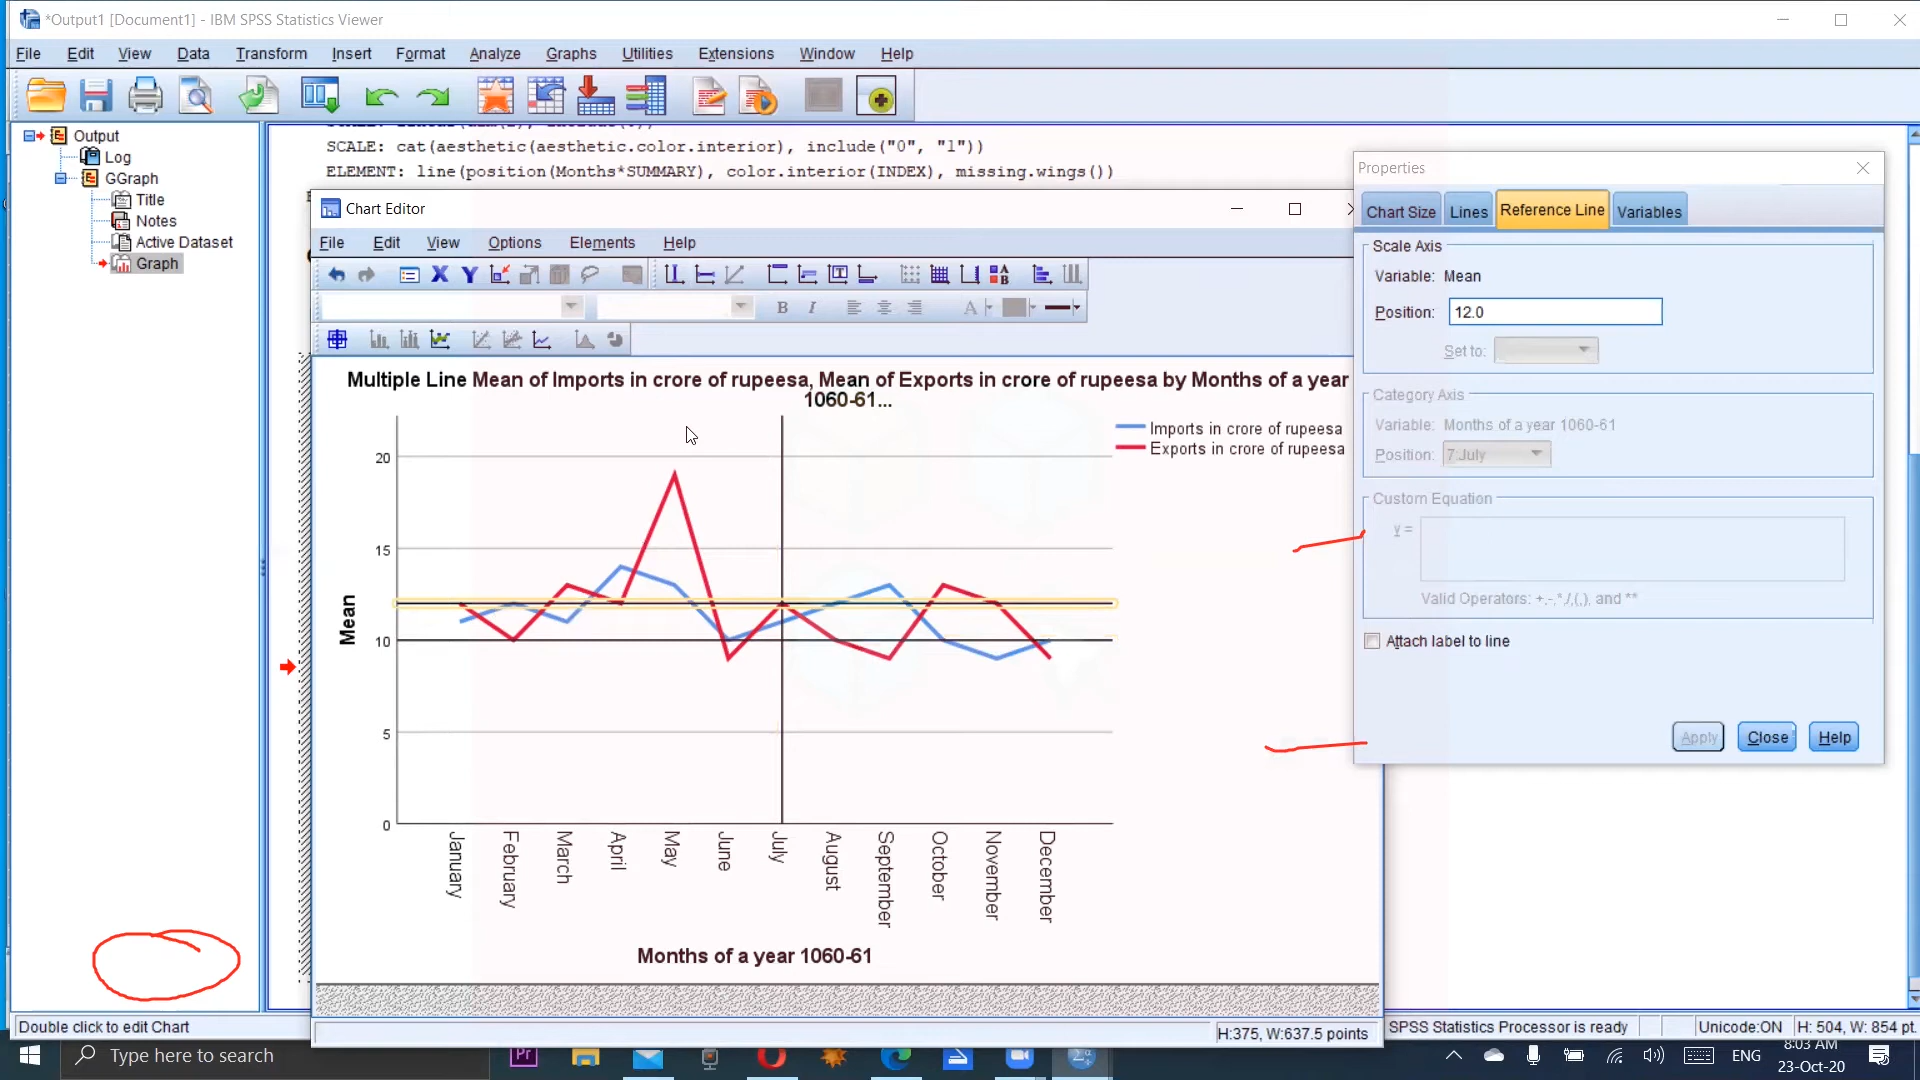 *Output1 [Document1] - IBM SPSS Statistics Viewer
File Edit View Data Transform Insert Format Analyze Graphs Utilities Extensions Window Help
Output
Log
GGraph
Title
Notes
Active Dataset
Graph
SCALE: cat(aesthetic(aesthetic.color.interior), include("0", "1"))
ELEMENT: line(position(Months*SUMMARY), color.interior(INDEX), missing.wings())
Chart Editor
File Edit View Options Elements Help
Multiple Line Mean of Imports in crore of rupeesa, Mean of Exports in crore of rupeesa by Months of a year
1060-61...
Imports in crore of rupeesa
Exports in crore of rupeesa
Mean
20
15
10
5
0
January
February
March
April
May
June
July
August
September
October
November
December
Months of a year 1060-61
H:375, W:637.5 points
Properties
Chart Size Lines Reference Line Variables
Scale Axis
Variable: Mean
Position: 12.0
Set to:
Category Axis
Variable: Months of a year 1060-61
Position: 7:July
Custom Equation
y =
Valid Operators: +,-,*,/,(,), and **
Attach label to line
Apply Close Help
Double click to edit Chart
SPSS Statistics Processor is ready
Unicode:ON H: 504, W: 854 pt.
Type here to search
Pr
ENG
8:03 AM
23-Oct-20